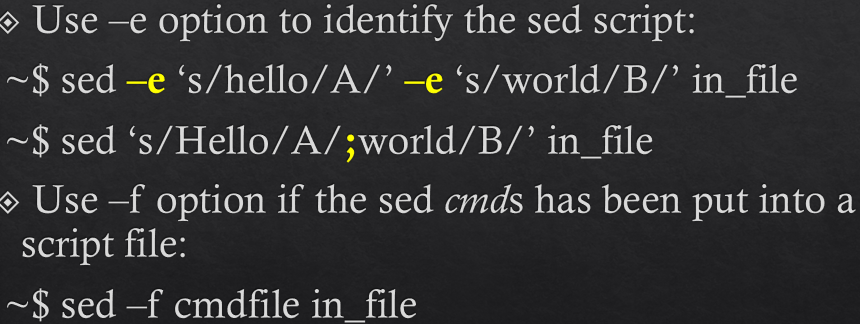 ◈ Use –e option to identify the sed script:
~$ sed –e ‘s/hello/A/’ –e ‘s/world/B/’ in_file
~$ sed ‘s/Hello/A/;world/B/’ in_file
◈ Use –f option if the sed cmds has been put into a
script file:
~$ sed –f cmdfile in_file